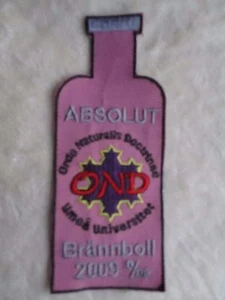 ABSOLUT
Ordo Naturalis Doctrinae
OND
Umeå Universitet
Brännboll
2009 %